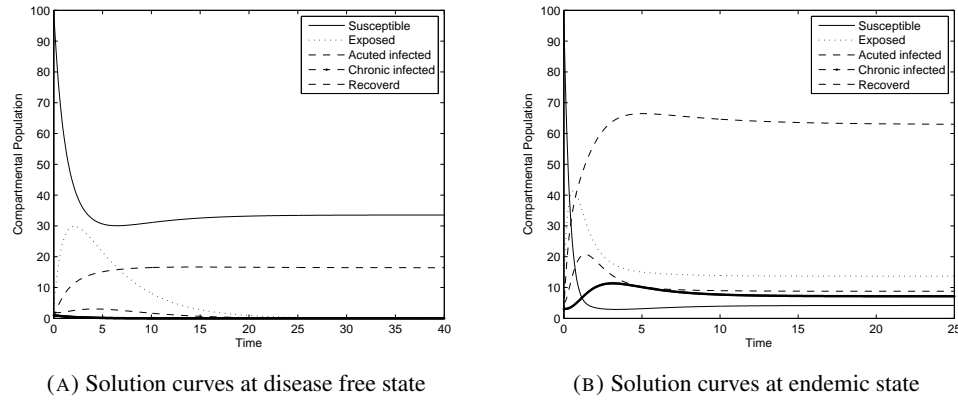 100
90
80
70
60
50
40
30
20
10
0
Compartmental Population
0 5 10 15 20 25 30 35 40
Time
Susceptible
Exposed
Acuted infected
Chronic infected
Recoverd
(A) Solution curves at disease free state
100
90
80
70
60
50
40
30
20
10
0
Compartmental Population
0 5 10 15 20 25
Time
Susceptible
Exposed
Acuted infected
Chronic infected
Recoverd
(B) Solution curves at endemic state